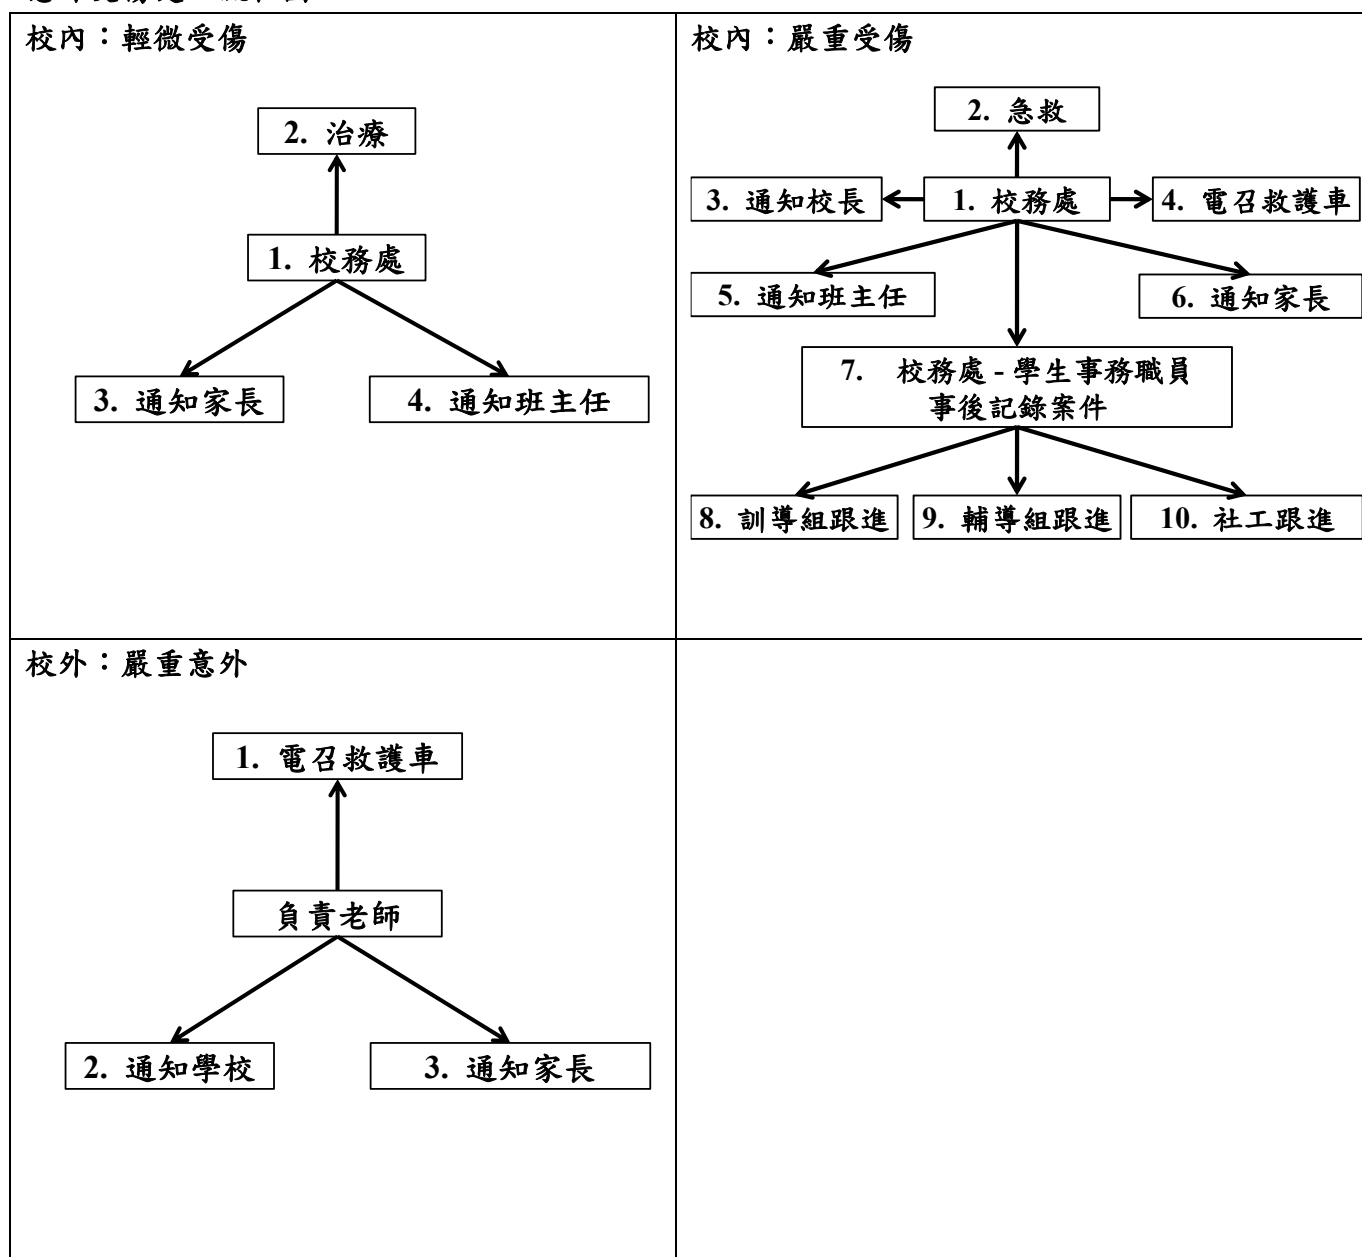 校內：輕微受傷
2. 治療
1. 校務處
3. 通知家長
4. 通知班主任
校內：嚴重受傷
2. 急救
3. 通知校長
1. 校務處
4. 電召救護車
5. 通知班主任
6. 通知家長
7. 校務處 - 學生事務職員
事後記錄案件
8. 訓導組跟進
9. 輔導組跟進
10. 社工跟進
校外：嚴重意外
1. 電召救護車
負責老師
2. 通知學校
3. 通知家長